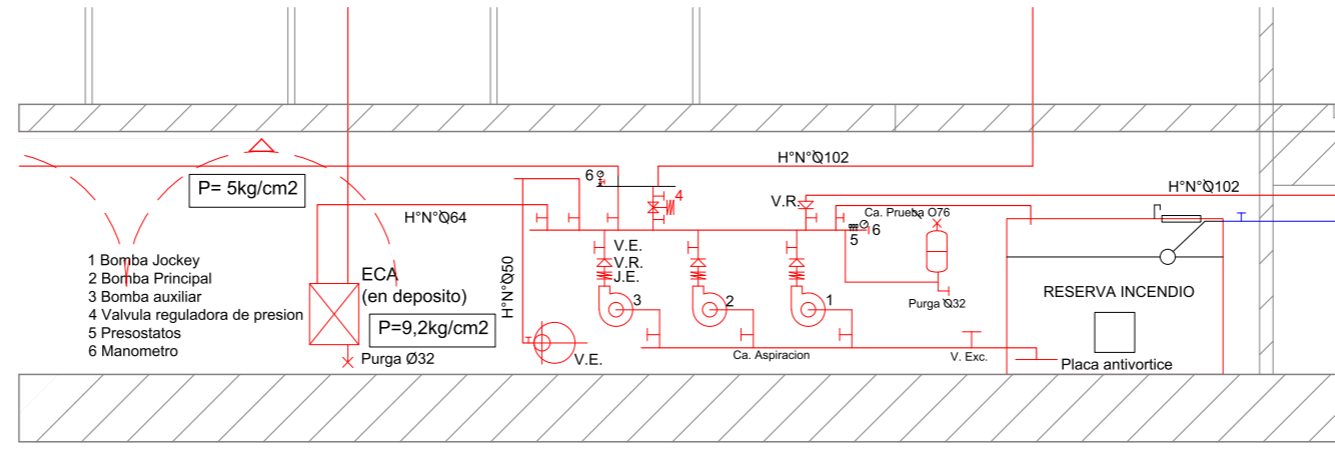 H°N°Ø102
6
4
P= 5kg/cm2
H°N°Ø102
V.R.
Ca. Prueba O76
H°N°Ø64
5
6
V.E.
V.R.
J.E.
1 Bomba Jockey
2 Bomba Principal
3 Bomba auxiliar
4 Valvula reguladora de presion
5 Presostatos
6 Manometro
ECA
(en deposito)
P=9,2kg/cm2
Purga Ø32
H°N°Ø50
V.E.
3
2
1
Purga Ø32
Ca. Aspiracion
V. Exc.
RESERVA INCENDIO
Placa antivortice